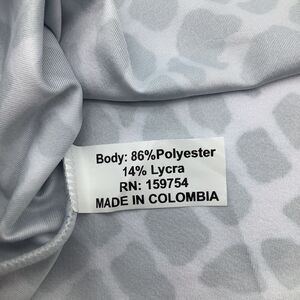 Body: 86%Polyester
14% Lycra
RN: 159754
MADE IN COLOMBIA